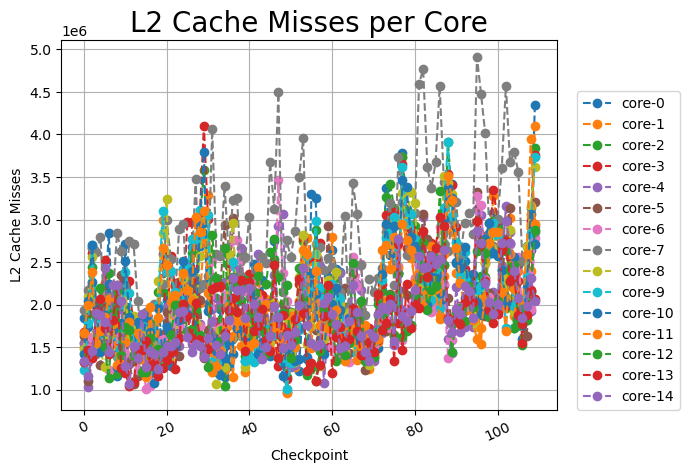 L2 Cache Misses per Core
1e6
5.0
4.5
4.0
3.5
3.0
2.5
2.0
1.5
1.0
L2 Cache Misses
0
20
40
60
80
100
Checkpoint
core-0
core-1
core-2
core-3
core-4
core-5
core-6
core-7
core-8
core-9
core-10
core-11
core-12
core-13
core-14